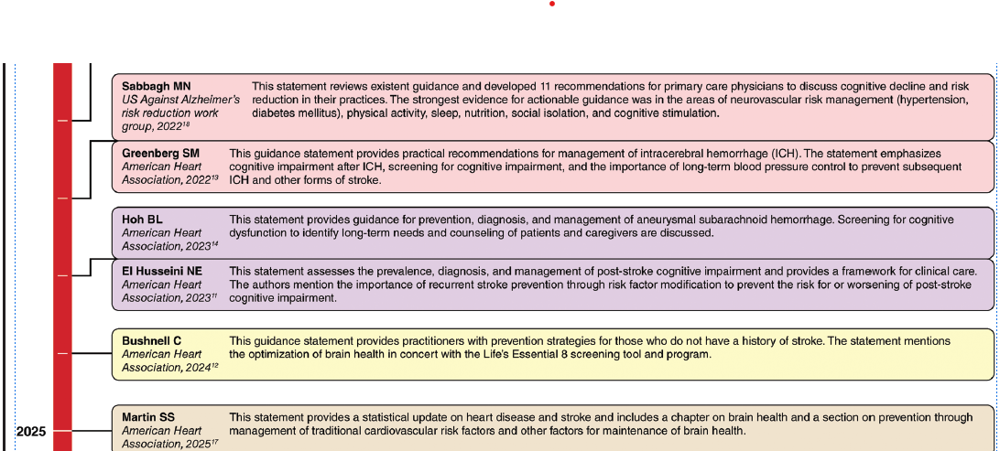 Sabbagh MN This statement reviews existent guidance and developed 11 recommendations for primary care physicians to discuss cognitive decline and risk
US Against Alzheimer's reduction in their practices. The strongest evidence for actionable guidance was in the areas of neurovascular risk management (hypertension,
risk reduction work diabetes mellitus), physical activity, sleep, nutrition, social isolation, and cognitive stimulation.
group, 2022¹⁸
Greenberg SM This guidance statement provides practical recommendations for management of intracerebral hemorrhage (ICH). The statement emphasizes
American Heart cognitive impairment after ICH, screening for cognitive impairment, and the importance of long-term blood pressure control to prevent subsequent
Association, 2022¹³ ICH and other forms of stroke.
Hoh BL This statement provides guidance for prevention, diagnosis, and management of aneurysmal subarachnoid hemorrhage. Screening for cognitive
American Heart dysfunction to identify long-term needs and counseling of patients and caregivers are discussed.
Association, 2023¹⁴
El Husseini NE This statement assesses the prevalence, diagnosis, and management of post-stroke cognitive impairment and provides a framework for clinical care.
American Heart The authors mention the importance of recurrent stroke prevention through risk factor modification to prevent the risk for or worsening of post-stroke
Association, 2023¹¹ cognitive impairment.
Bushnell C This guidance statement provides practitioners with prevention strategies for those who do not have a history of stroke. The statement mentions
American Heart the optimization of brain health in concert with the Life's Essential 8 screening tool and program.
Association, 2024¹²
Martin SS This statement provides a statistical update on heart disease and stroke and includes a chapter on brain health and a section on prevention through
2025 American Heart management of traditional cardiovascular risk factors and other factors for maintenance of brain health.
Association, 2025¹⁷